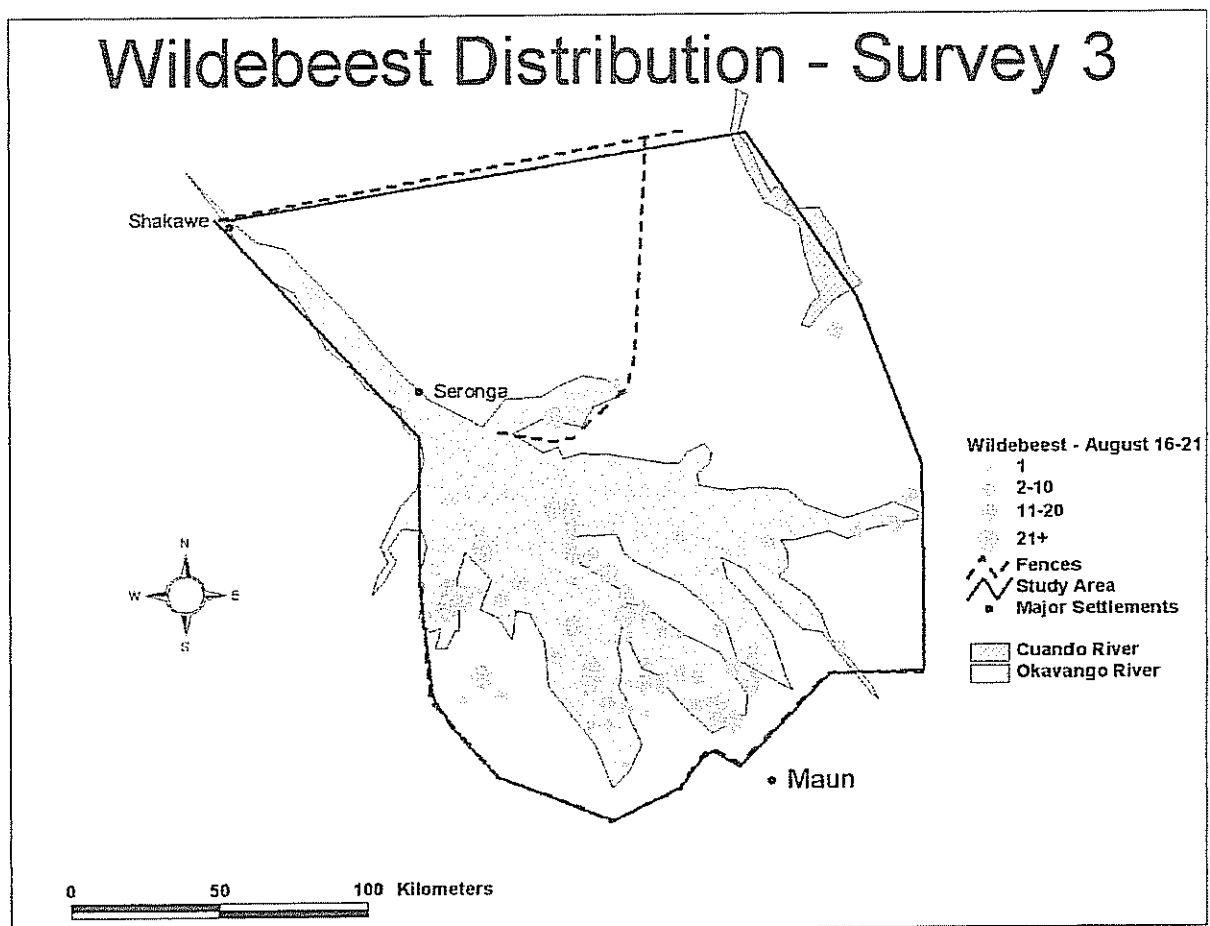 Wildebeest Distribution - Survey 3
Shakawe
Seronga
Wildebeest - August 16-21
1
2-10
11-20
21+
Fences
Study Area
Major Settlements
Cuando River
Okavango River
N
W E
S
Maun
0 50 100 Kilometers